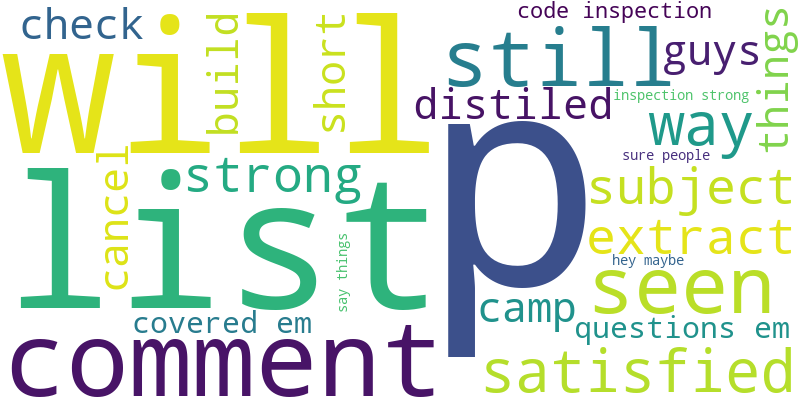 check
will
build
short
code inspection
still
guys
things
distiled
inspection strong
way
p
sure people
list
strong
cancel
subject
extract
say things
hey maybe
seen
camp
covered em
questions em
comment
satisfied